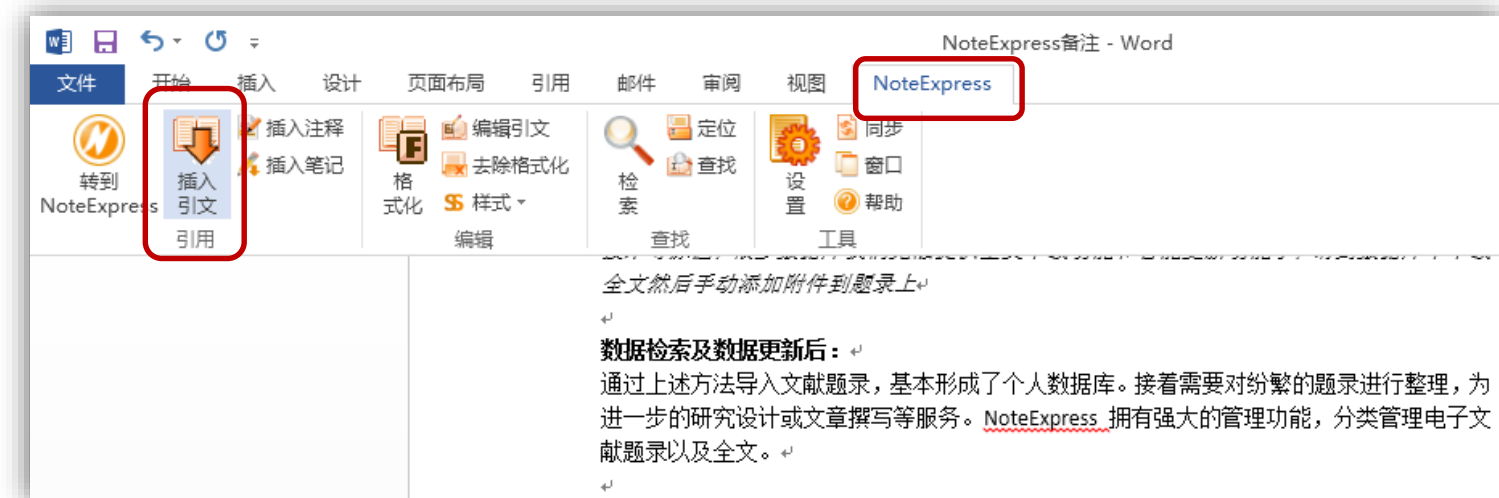 NoteExpress备注 - Word
文件 开始 插入 设计 页面布局 引用 邮件 审阅 视图 NoteExpress
转到
NoteExpress
插入
引文
插入注释
插入笔记
引用
格
式化
编辑引文
去除格式化
样式
编辑
检
索
定位
查找
查找
设
置
同步
窗口
帮助
工具
全文然后手动添加附件到题录上
数据检索及数据更新后：
通过上述方法导入文献题录，基本形成了个人数据库。接着需要对纷繁的题录进行整理，为
进一步的研究设计或文章撰写等服务。NoteExpress 拥有强大的管理功能，分类管理电子文
献题录以及全文。